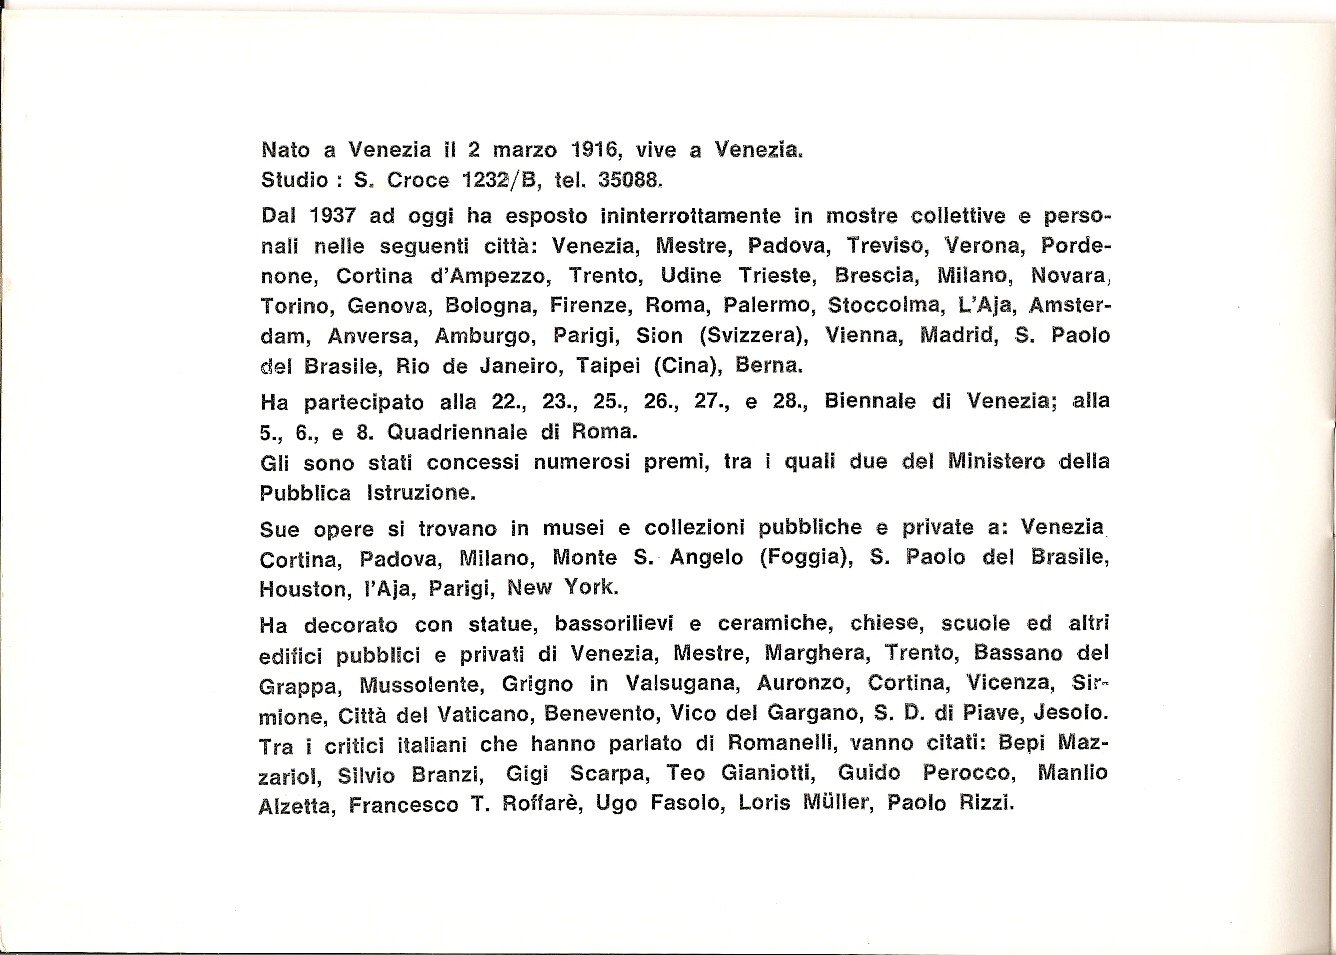 Nato a Venezia il 2 marzo 1916, vive a Venezia.
Studio : S. Croce 1232/B, tel. 35088.
Dal 1937 ad oggi ha esposto ininterrottamente in mostre collettive e perso-
nali nelle seguenti città: Venezia, Mestre, Padova, Treviso, Verona, Porde-
none, Cortina d'Ampezzo, Trento, Udine Trieste, Brescia, Milano, Novara,
Torino, Genova, Bologna, Firenze, Roma, Palermo, Stoccolma, L'Aja, Amster-
dam, Anversa, Amburgo, Parigi, Sion (Svizzera), Vienna, Madrid, S. Paolo
del Brasile, Rio de Janeiro, Taipei (Cina), Berna.
Ha partecipato alla 22., 23., 25., 26., 27., e 28., Biennale di Venezia; alla
5., 6., e 8. Quadriennale di Roma.
Gli sono stati concessi numerosi premi, tra i quali due del Ministero della
Pubblica Istruzione.
Sue opere si trovano in musei e collezioni pubbliche e private a: Venezia
Cortina, Padova, Milano, Monte S. Angelo (Foggia), S. Paolo del Brasile,
Houston, l'Aja, Parigi, New York.
Ha decorato con statue, bassorilievi e ceramiche, chiese, scuole ed altri
edifici pubblici e privati di Venezia, Mestre, Marghera, Trento, Bassano del
Grappa, Mussolente, Grigno in Valsugana, Auronzo, Cortina, Vicenza, Sir-
mione, Città del Vaticano, Benevento, Vico del Gargano, S. D. di Piave, Jesolo.
Tra i critici italiani che hanno parlato di Romanelli, vanno citati: Bepi Maz-
zariol, Silvio Branzi, Gigi Scarpa, Teo Gianiotti, Guido Perocco, Manlio
Alzetta, Francesco T. Roffarè, Ugo Fasolo, Loris Müller, Paolo Rizzi.